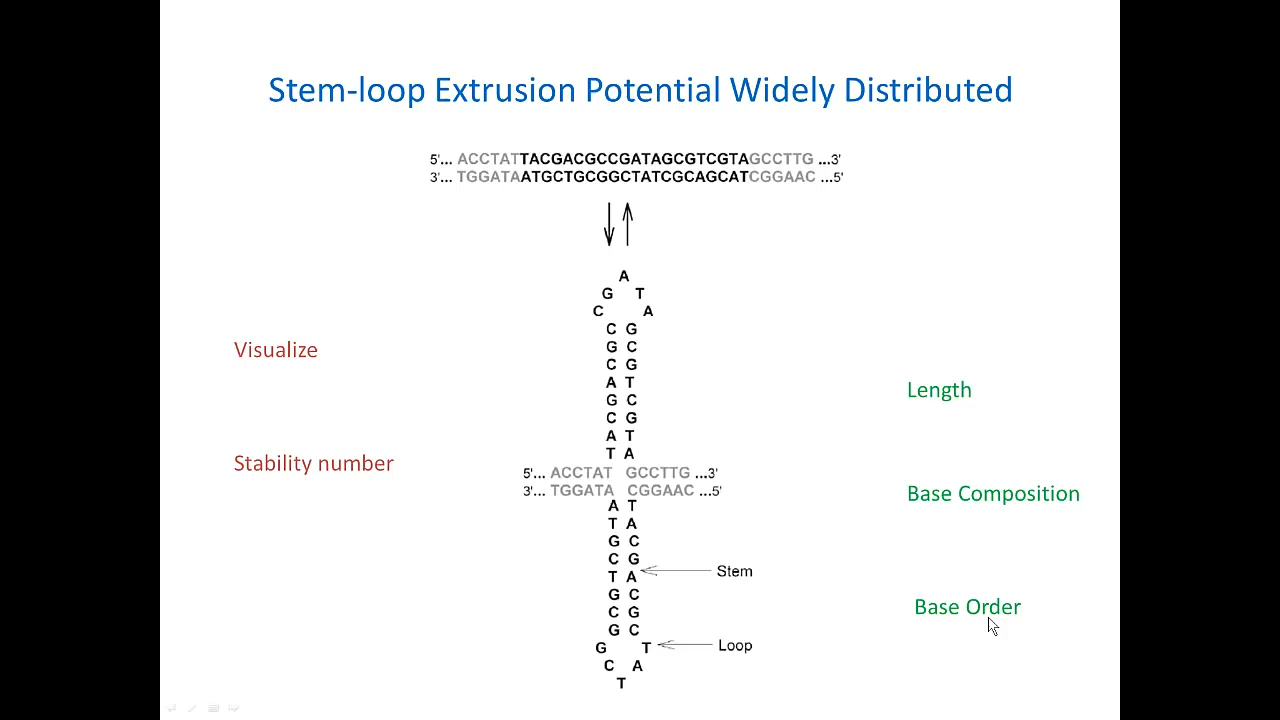 Stem-loop Extrusion Potential Widely Distributed
5'... ACCTATTACGACGCCGATAGCGTCGTAGCCTTG ...3'
3'... TGGATAATGCTGCGGCTATCGCAGCATCGGAAC ...5'
A
G T
C A
C G
G C
Visualize
C G
A T
Length
G C
C G
A T
T A
Stability number
5'... ACCTAT GCCTTG ...3'
3'... TGGATA CGGAAC ...5'
Base Composition
A T
T A
G C
C G
Stem
T A
G C
C G
Base Order
G C
G T
Loop
C A
T